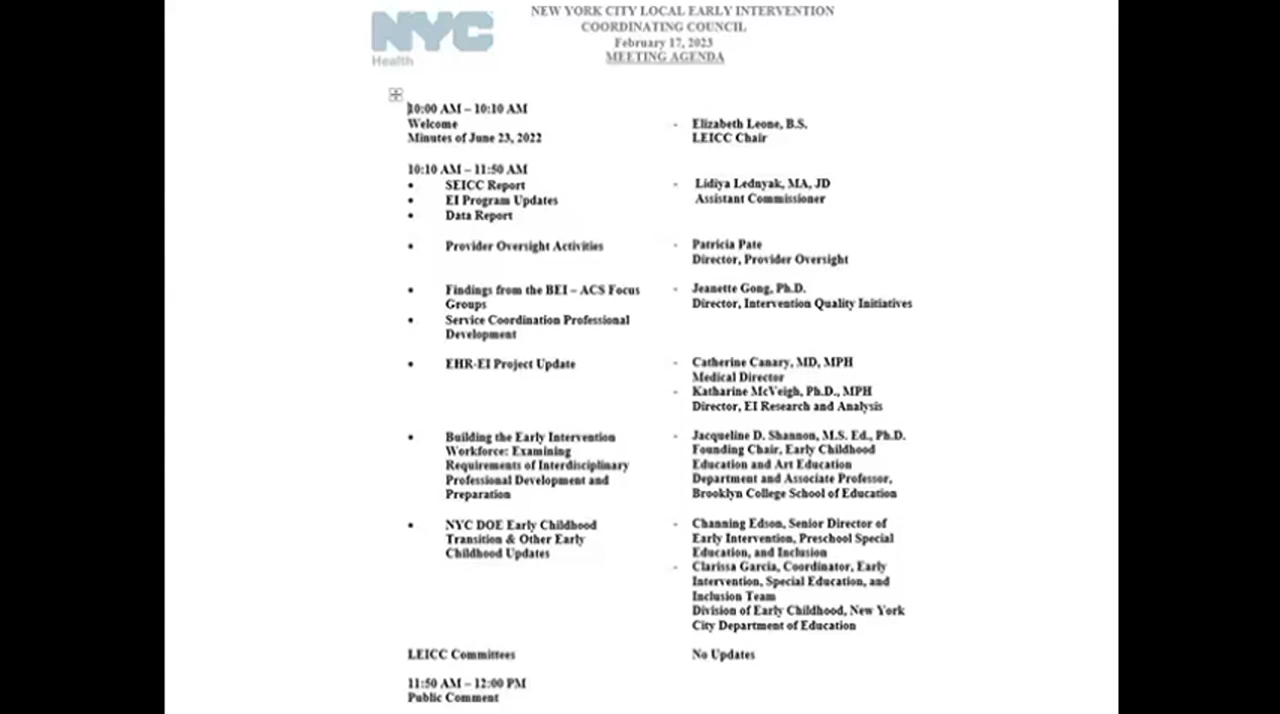 NYC
Health
NEW YORK CITY LOCAL EARLY INTERVENTION
COORDINATING COUNCIL
February 17, 2023
MEETING AGENDA
10:00 AM – 10:10 AM
Welcome - Elizabeth Leone, B.S.
Minutes of June 23, 2022 LEICC Chair
10:10 AM – 11:50 AM
• SEICC Report - Lidiya Lednyak, MA, JD
• EI Program Updates Assistant Commissioner
• Data Report
• Provider Oversight Activities - Patricia Pate
Director, Provider Oversight
• Findings from the BEI – ACS Focus - Jeanette Gong, Ph.D.
Groups Director, Intervention Quality Initiatives
• Service Coordination Professional
Development
• EHR-EI Project Update - Catherine Canary, MD, MPH
Medical Director
- Katharine McVeigh, Ph.D., MPH
Director, EI Research and Analysis
• Building the Early Intervention - Jacqueline D. Shannon, M.S. Ed., Ph.D.
Workforce: Examining Founding Chair, Early Childhood
Requirements of Interdisciplinary Education and Art Education
Professional Development and Department and Associate Professor,
Preparation Brooklyn College School of Education
• NYC DOE Early Childhood - Channing Edson, Senior Director of
Transition & Other Early Early Intervention, Preschool Special
Childhood Updates Education, and Inclusion
- Clarissa Garcia, Coordinator, Early
Intervention, Special Education, and
Inclusion Team
Division of Early Childhood, New York
City Department of Education
LEICC Committees No Updates
11:50 AM – 12:00 PM
Public Comment